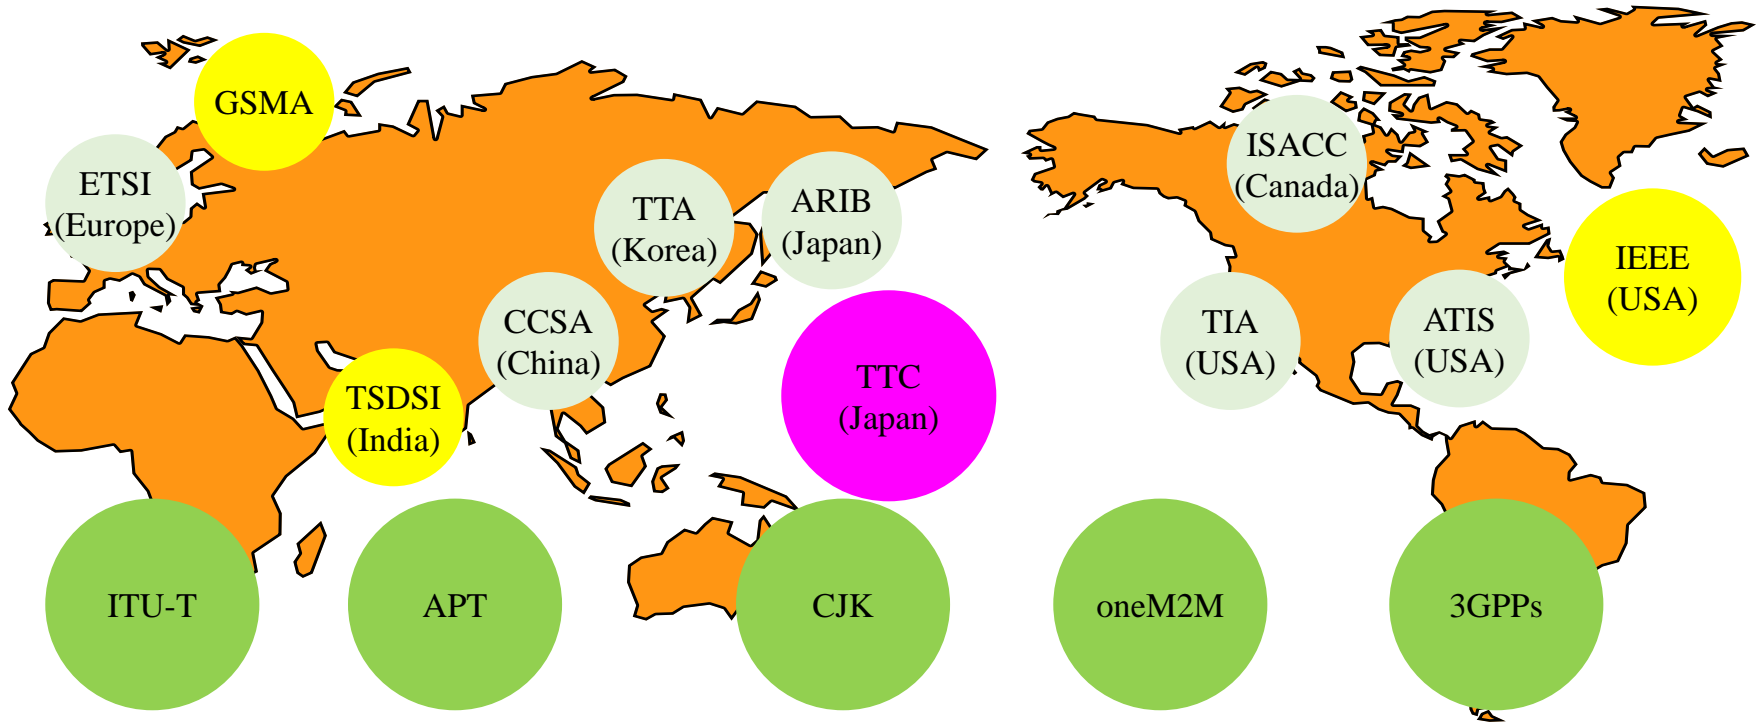 GSMA
ETSI
(Europe)
TTA
(Korea)
ARIB
(Japan)
ISACC
(Canada)
IEEE
(USA)
CCSA
(China)
TIA
(USA)
ATIS
(USA)
TSDSI
(India)
TTC
(Japan)
ITU-T
APT
CJK
oneM2M
3GPPs